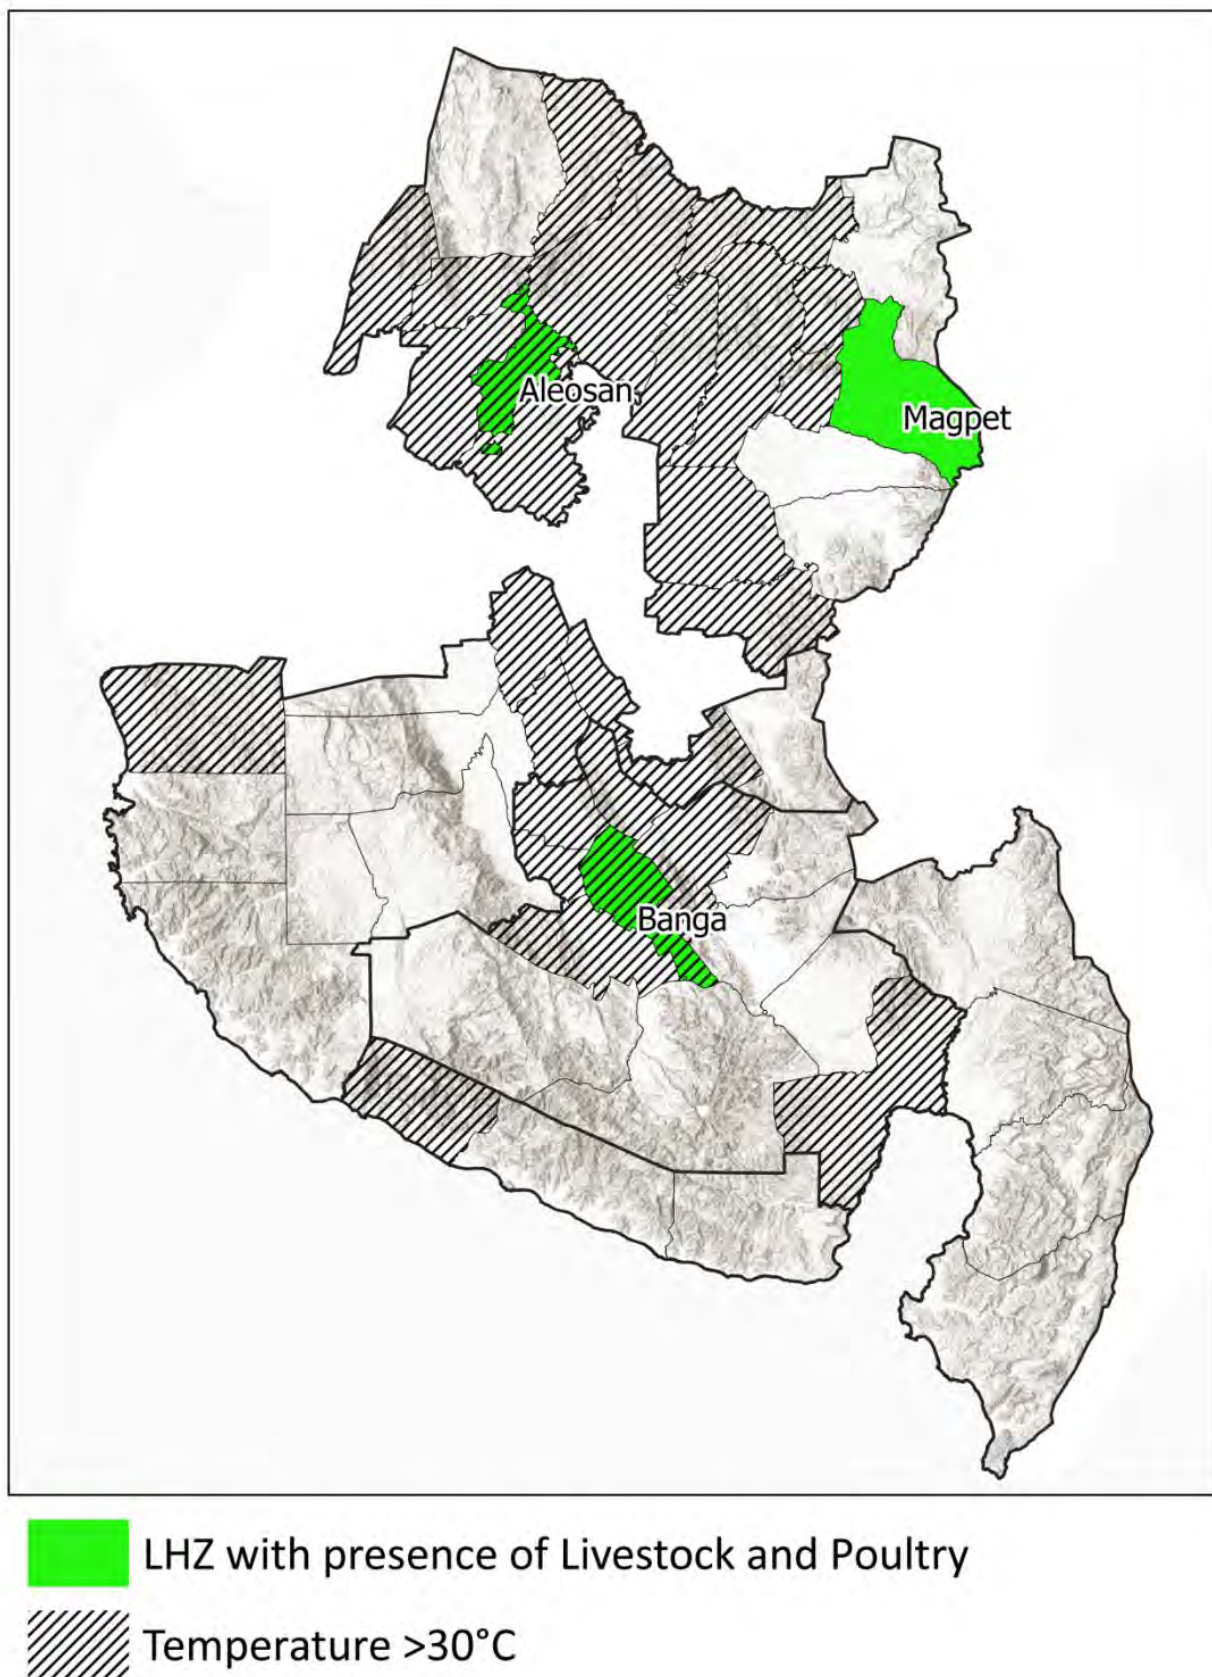 Aleosan
Magpet
Banga
LHZ with presence of Livestock and Poultry
Temperature >30°C